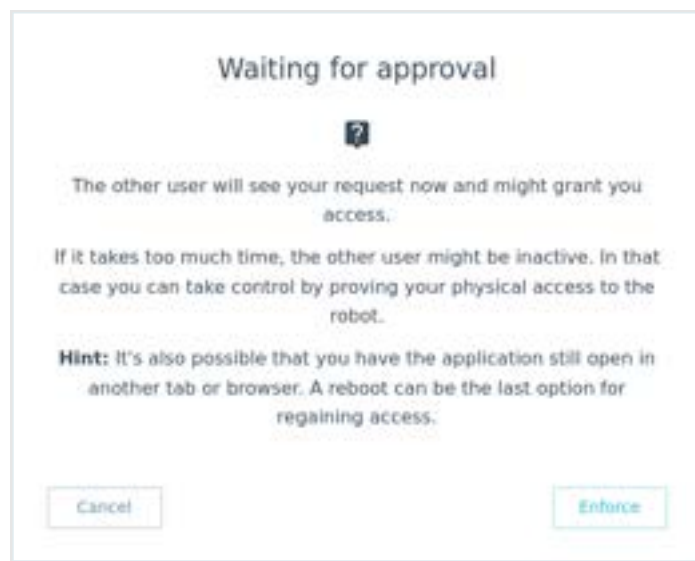 Waiting for approval
?
The other user will see your request now and might grant you
access.
If it takes too much time, the other user might be inactive. In that
case you can take control by proving your physical access to the
robot.
Hint: It's also possible that you have the application still open in
another tab or browser. A reboot can be the last option for
regaining access.
Cancel
Enforce